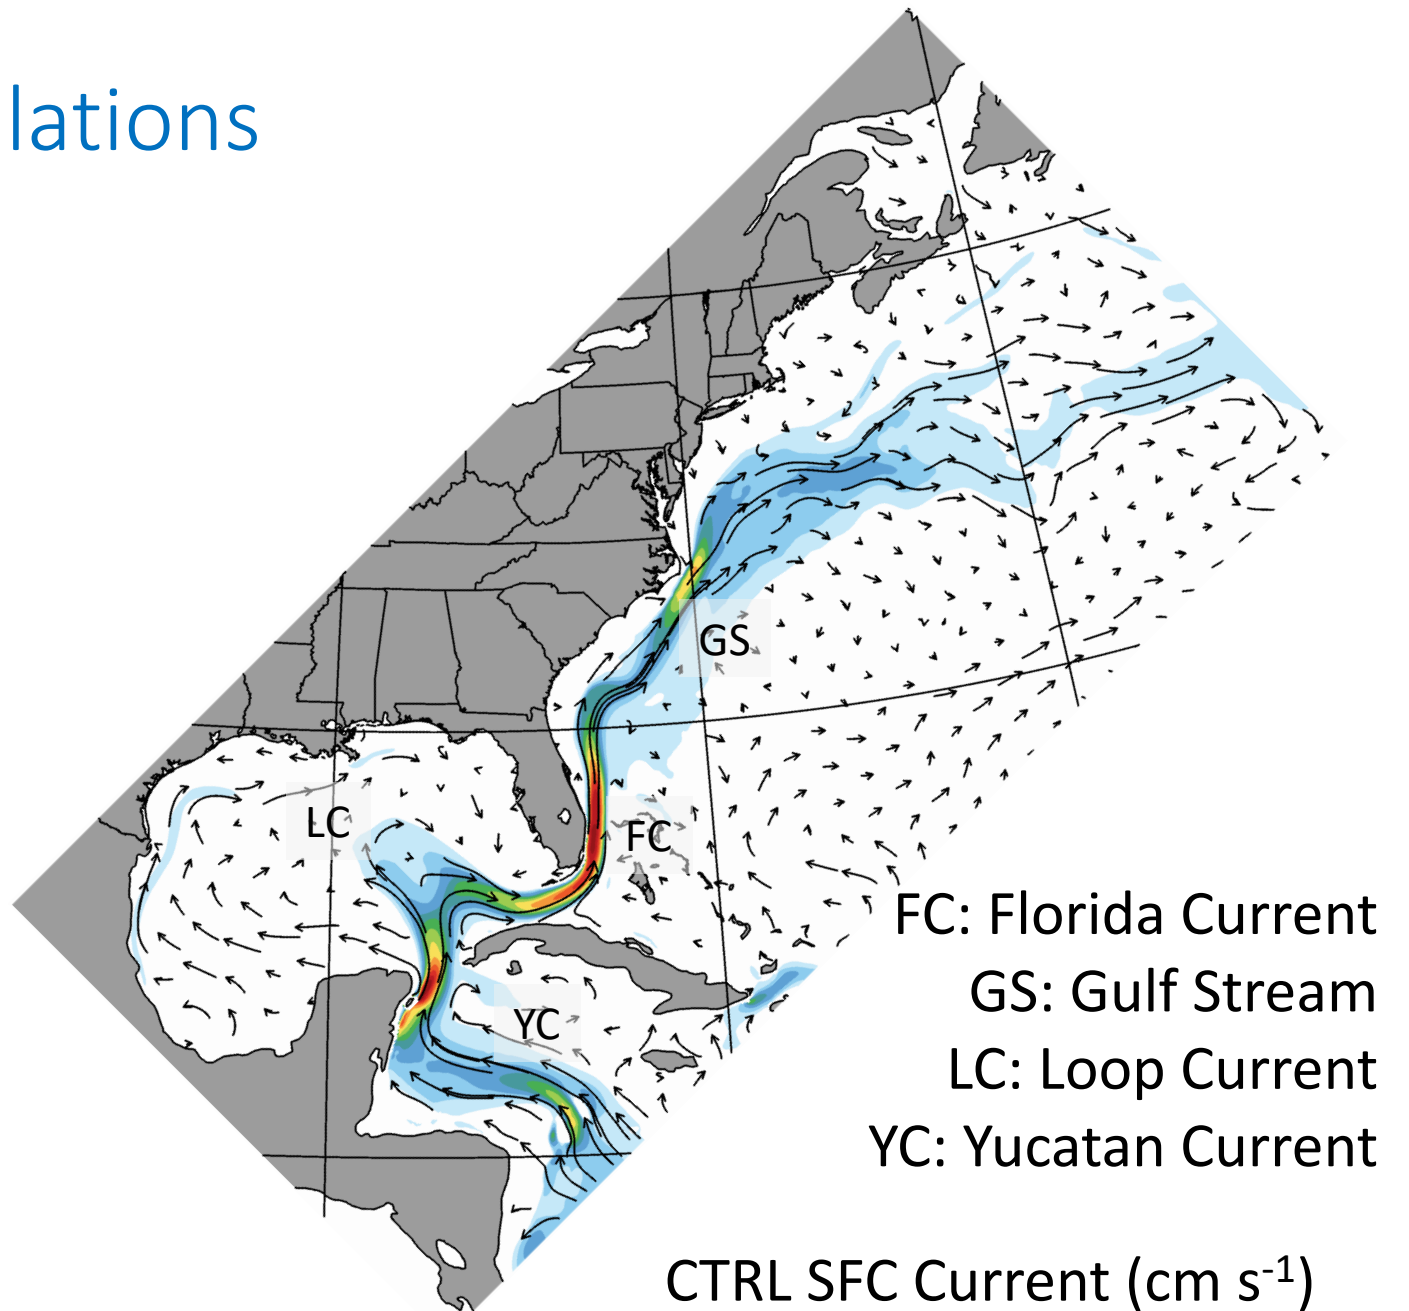 lations
GS
LC
FC
YC
FC: Florida Current
GS: Gulf Stream
LC: Loop Current
YC: Yucatan Current
CTRL SFC Current (cm s⁻¹)